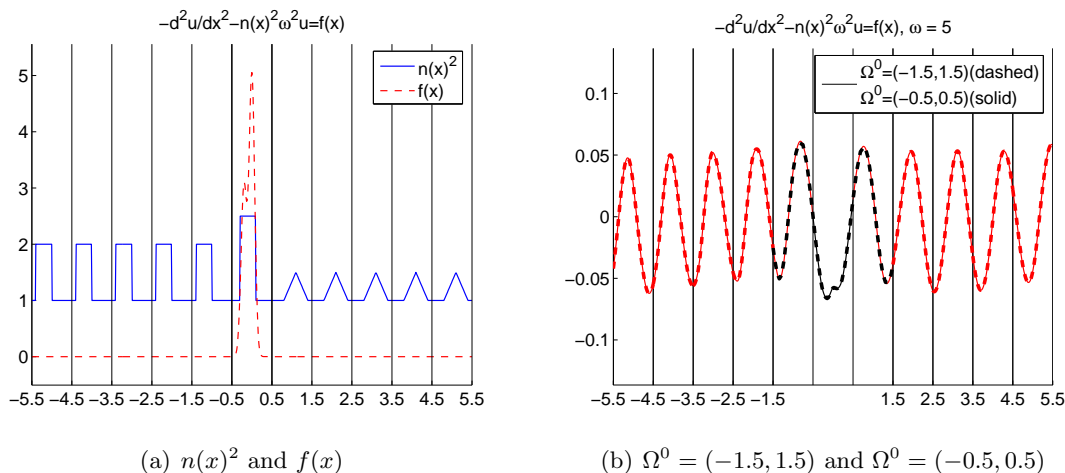 −d²u/dx²−n(x)²ω²u=f(x)
n(x)²
f(x)
5
4
3
2
1
0
−5.5 −4.5 −3.5 −2.5 −1.5 −0.5 0.5 1.5 2.5 3.5 4.5 5.5
(a) n(x)² and f(x)
−d²u/dx²−n(x)²ω²u=f(x), ω = 5
Ω⁰=(−1.5,1.5)(dashed)
Ω⁰=(−0.5,0.5)(solid)
0.1
0.05
0
−0.05
−0.1
−5.5 −4.5 −3.5 −2.5 −1.5 1.5 2.5 3.5 4.5 5.5
(b) Ω⁰ = (−1.5, 1.5) and Ω⁰ = (−0.5, 0.5)